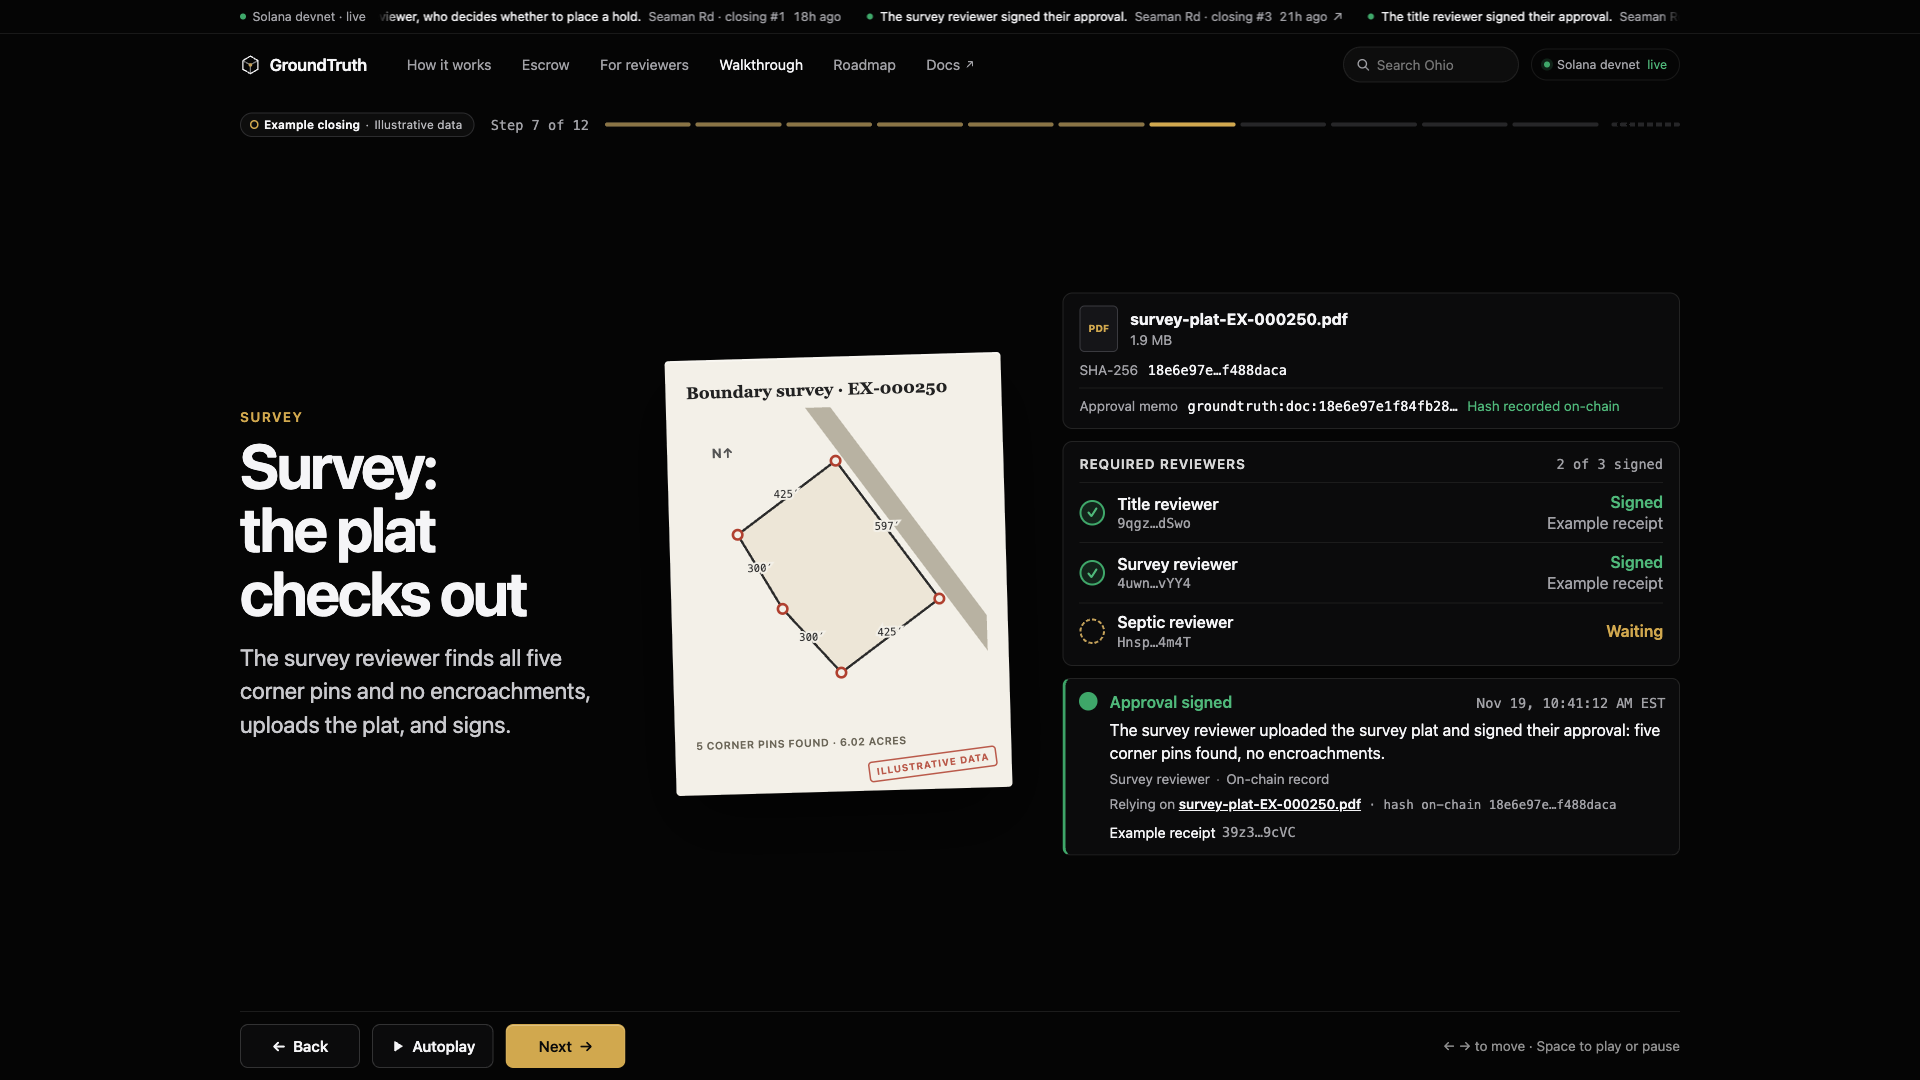 Solana devnet · live
viewer, who decides whether to place a hold. Seaman Rd · closing #1 18h ago
The survey reviewer signed their approval. Seaman Rd · closing #3 21h ago ↗
The title reviewer signed their approval. Seaman R
GroundTruth
How it works
Escrow
For reviewers
Walkthrough
Roadmap
Docs ↗
Search Ohio
Solana devnet live
Example closing · Illustrative data
Step 7 of 12
SURVEY
Survey:
the plat
checks out
The survey reviewer finds all five
corner pins and no encroachments,
uploads the plat, and signs.
Boundary survey · EX-000250
N↑
425′
597′
300′
300′
425′
5 CORNER PINS FOUND · 6.02 ACRES
ILLUSTRATIVE DATA
PDF
survey-plat-EX-000250.pdf
1.9 MB
SHA-256 18e6e97e…f488daca
Approval memo groundtruth:doc:18e6e97e1f84fb28… Hash recorded on-chain
REQUIRED REVIEWERS
2 of 3 signed
Title reviewer
9qgz…dSwo
Signed
Example receipt
Survey reviewer
4uwn…vYY4
Signed
Example receipt
Septic reviewer
Hnsp…4m4T
Waiting
Approval signed
Nov 19, 10:41:12 AM EST
The survey reviewer uploaded the survey plat and signed their approval: five
corner pins found, no encroachments.
Survey reviewer · On-chain record
Relying on survey-plat-EX-000250.pdf · hash on-chain 18e6e97e…f488daca
Example receipt 39z3…9cVC
← Back
Autoplay
Next →
← → to move · Space to play or pause